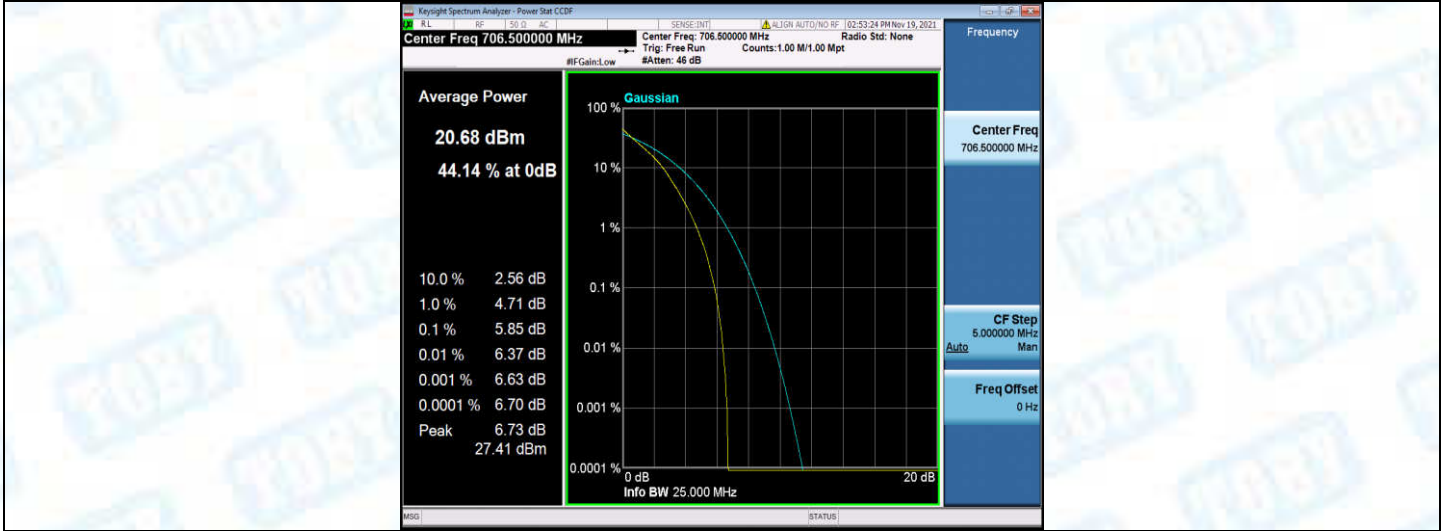 Keysight Spectrum Analyzer - Power Stat CCDF
RL RF 50 Ω AC SENSE:INT ALIGN AUTO/NO RF 02:53:24 PM Nov 19, 2021
Center Freq 706.500000 MHz
Center Freq: 706.500000 MHz Radio Std: None
Trig: Free Run Counts:1.00 M/1.00 Mpt
#IFGain:Low #Atten: 46 dB
Frequency
Average Power
20.68 dBm
44.14 % at 0dB
10.0 % 2.56 dB
1.0 % 4.71 dB
0.1 % 5.85 dB
0.01 % 6.37 dB
0.001 % 6.63 dB
0.0001 % 6.70 dB
Peak 6.73 dB
27.41 dBm
Gaussian
100 %
10 %
1 %
0.1 %
0.01 %
0.001 %
0.0001 %
0 dB 20 dB
Info BW 25.000 MHz
Center Freq
706.500000 MHz
CF Step
5.000000 MHz
Auto Man
Freq Offset
0 Hz
MSG STATUS